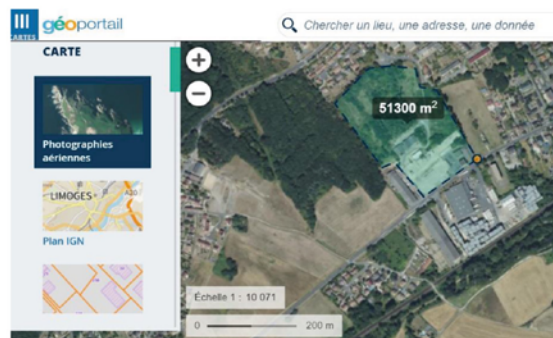 CARTES
géoportail
Chercher un lieu, une adresse, une donnée
CARTE
Photographies
aériennes
LIMOGES
A20
Plan IGN
51300 m²
Échelle 1 : 10 071
0 200 m